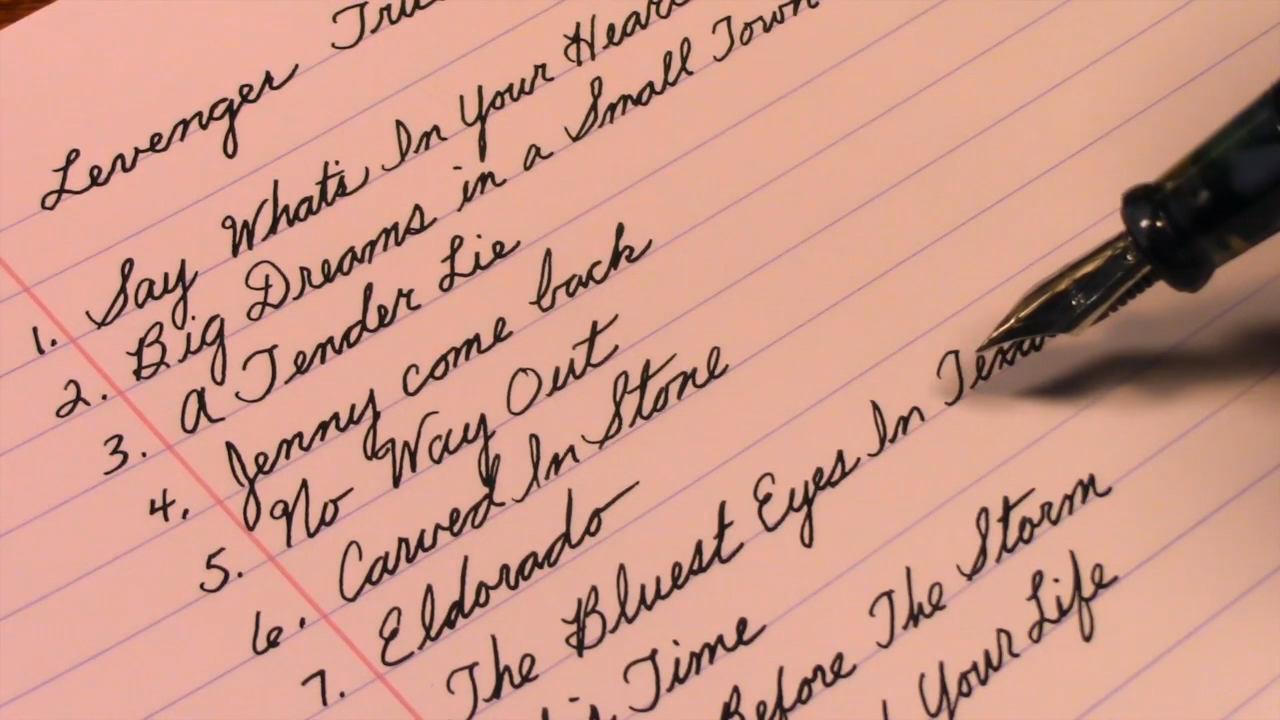 Levenger
1. Say What's In Your
2. Big Dreams in a Small Town
3. A Tender Lie
4. Jenny come back
5. No Way Out
6. Carved In Stone
7. Eldorado
The Bluest Eyes In
Time
Before The Storm
Your Life